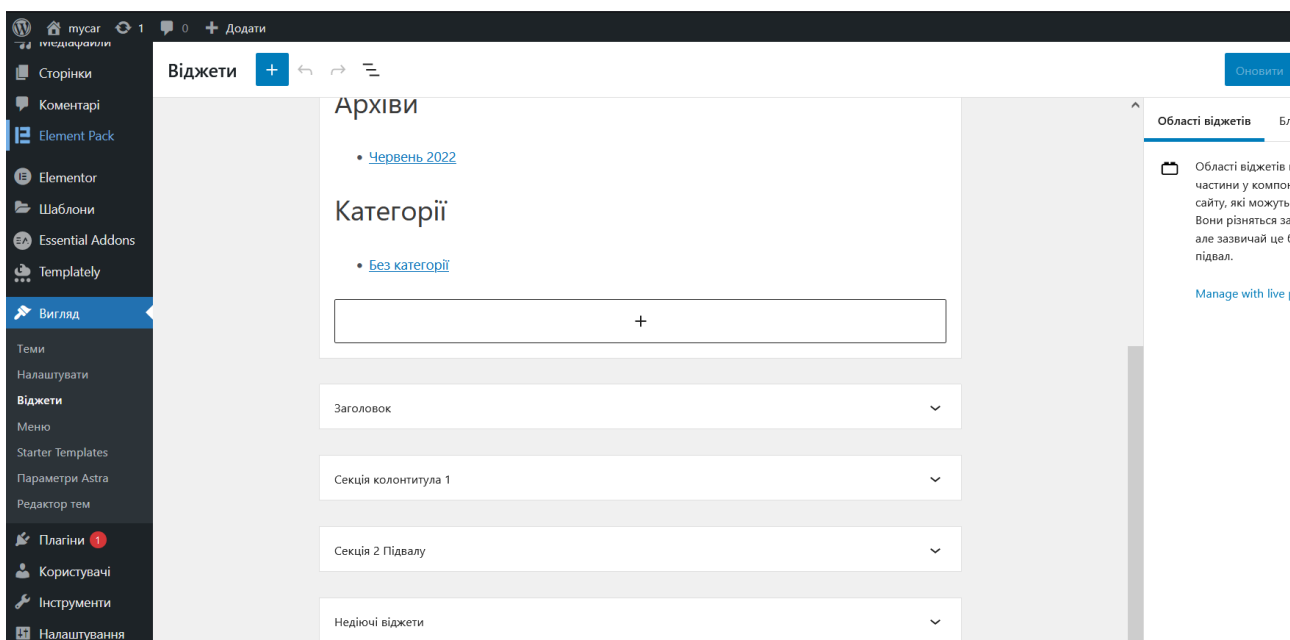 mycar 1 0 Додати
Медіафайли
Сторінки
Коментарі
Element Pack
Elementor
Шаблони
Essential Addons
Templately
Вигляд
Теми
Налаштувати
Віджети
Меню
Starter Templates
Параметри Astra
Редактор тем
Плагіни 1
Користувачі
Інструменти
Налаштування
Віджети
Оновити
Архіви
Червень 2022
Категорії
Без категорії
Заголовок
Секція колонтитула 1
Секція 2 Підвалу
Недіючі віджети
Області віджетів Бл
Області віджетів
частини у компон
сайту, які можуть
Вони різняться за
але зазвичай це
підвал.
Manage with live